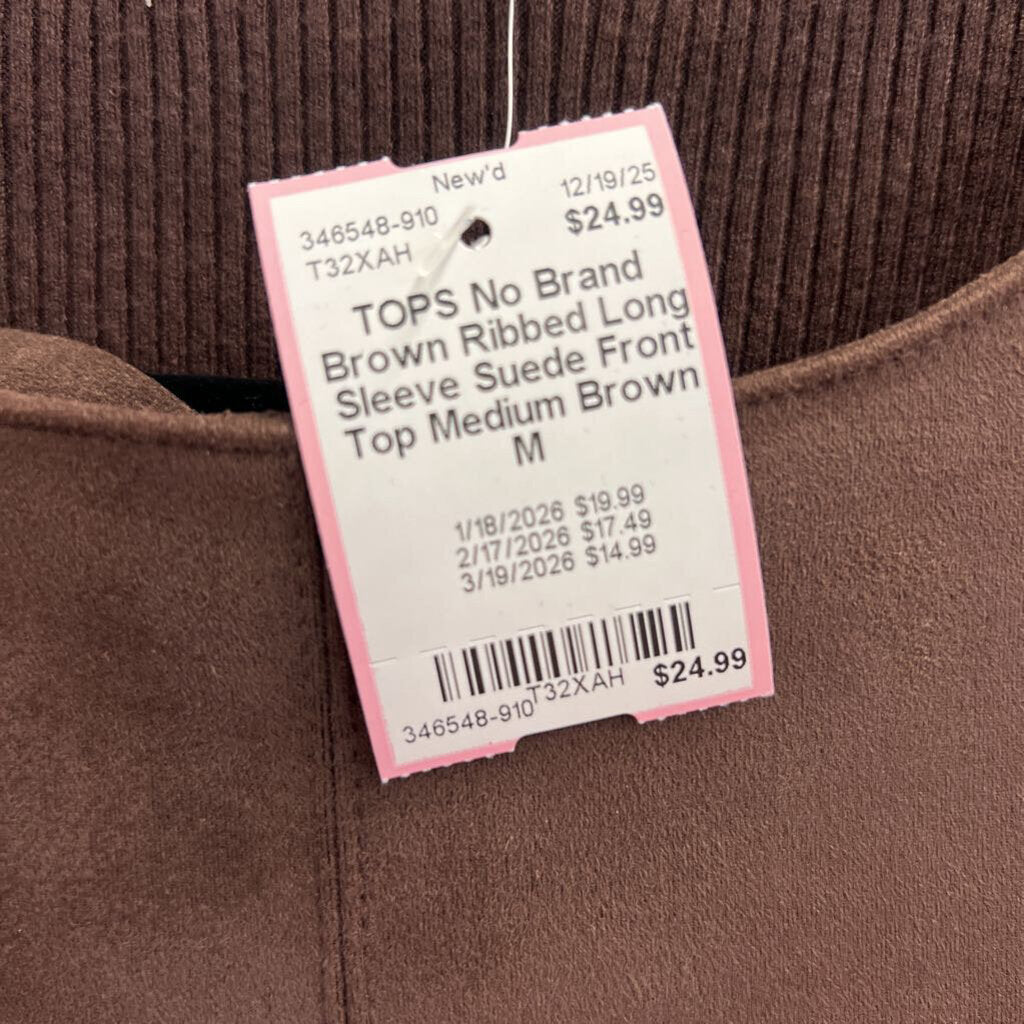 New'd
346548-910 12/19/25
T32XAH $24.99
TOPS No Brand
Brown Ribbed Long
Sleeve Suede Front
Top Medium Brown
M
1/18/2026 $19.99
2/17/2026 $17.49
3/19/2026 $14.99
T32XAH $24.99
346548-910